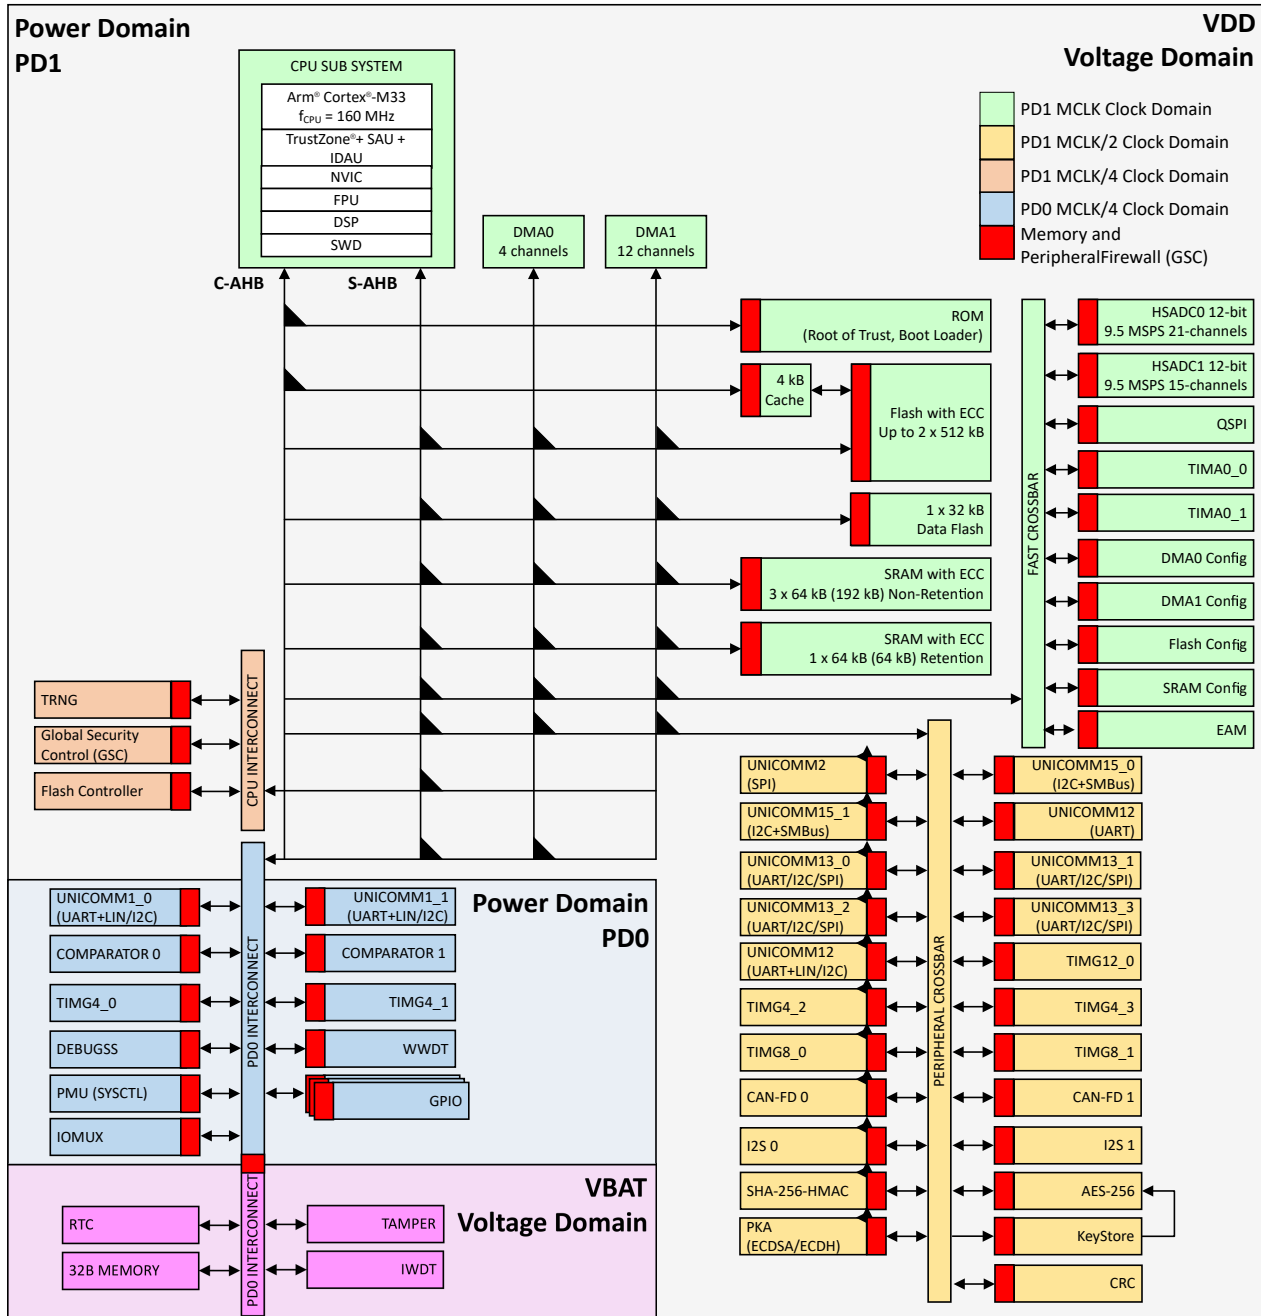 Power Domain
PD1
VDD
Voltage Domain
CPU SUB SYSTEM
Arm® Cortex®-M33
fCPU = 160 MHz
TrustZone®+ SAU +
IDAU
NVIC
FPU
DSP
SWD
C-AHB
S-AHB
DMA0
4 channels
DMA1
12 channels
PD1 MCLK Clock Domain
PD1 MCLK/2 Clock Domain
PD1 MCLK/4 Clock Domain
PD0 MCLK/4 Clock Domain
Memory and
PeripheralFirewall (GSC)
ROM
(Root of Trust, Boot Loader)
4 kB
Cache
Flash with ECC
Up to 2 x 512 kB
1 x 32 kB
Data Flash
SRAM with ECC
3 x 64 kB (192 kB) Non-Retention
SRAM with ECC
1 x 64 kB (64 kB) Retention
FAST CROSSBAR
HSADC0 12-bit
9.5 MSPS 21-channels
HSADC1 12-bit
9.5 MSPS 15-channels
QSPI
TIMA0_0
TIMA0_1
DMA0 Config
DMA1 Config
Flash Config
SRAM Config
EAM
CPU INTERCONNECT
TRNG
Global Security
Control (GSC)
Flash Controller
PERIPHERAL CROSSBAR
UNICOMM2
(SPI)
UNICOMM15_0
(I2C+SMBus)
UNICOMM15_1
(I2C+SMBus)
UNICOMM12
(UART)
UNICOMM13_0
(UART/I2C/SPI)
UNICOMM13_1
(UART/I2C/SPI)
UNICOMM13_2
(UART/I2C/SPI)
UNICOMM13_3
(UART/I2C/SPI)
UNICOMM12
(UART+LIN/I2C)
TIMG12_0
TIMG4_2
TIMG4_3
TIMG8_0
TIMG8_1
CAN-FD 0
CAN-FD 1
I2S 0
I2S 1
SHA-256-HMAC
AES-256
PKA
(ECDSA/ECDH)
KeyStore
CRC
Power Domain
PD0
PD0 INTERCONNECT
UNICOMM1_0
(UART+LIN/I2C)
UNICOMM1_1
(UART+LIN/I2C)
COMPARATOR 0
COMPARATOR 1
TIMG4_0
TIMG4_1
DEBUGSS
WWDT
PMU (SYSCTL)
GPIO
IOMUX
VBAT
Voltage Domain
PD0 INTERCONNECT
RTC
TAMPER
32B MEMORY
IWDT